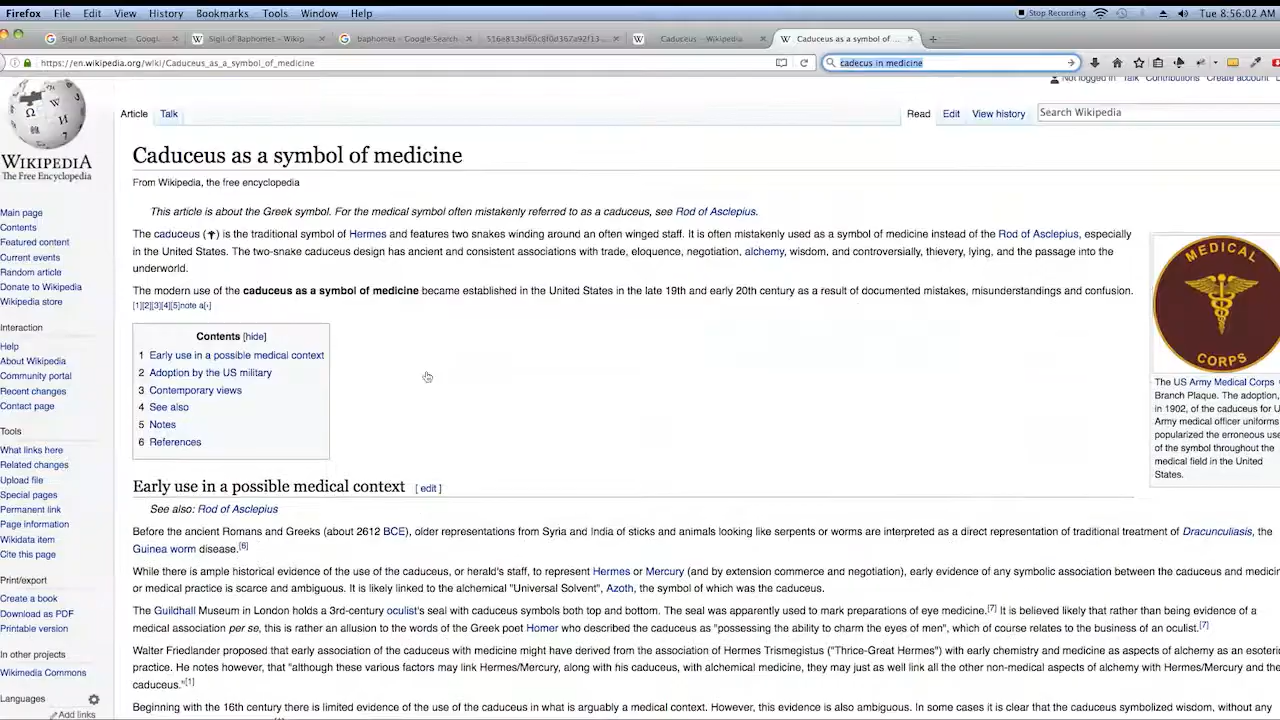 Firefox File Edit View History Bookmarks Tools Window Help Stop Recording Tue 8:56:02 AM
Sigil of Baphomet - Googl... Sigil of Baphomet - Wikip... baphomet - Google Search Caduceus - Wikipedia Caduceus as a symbol of ...
https://en.wikipedia.org/wiki/Caduceus_as_a_symbol_of_medicine cadecus in medicine
Not logged in Talk Contributions Create account
Article Talk Read Edit View history Search Wikipedia
WIKIPEDIA
The Free Encyclopedia
Main page
Contents
Featured content
Current events
Random article
Donate to Wikipedia
Wikipedia store
Interaction
Help
About Wikipedia
Community portal
Recent changes
Contact page
Tools
What links here
Related changes
Upload file
Special pages
Permanent link
Page information
Wikidata item
Cite this page
Print/export
Create a book
Download as PDF
Printable version
In other projects
Wikimedia Commons
Languages
Add links
Caduceus as a symbol of medicine
From Wikipedia, the free encyclopedia
This article is about the Greek symbol. For the medical symbol often mistakenly referred to as a caduceus, see Rod of Asclepius.
The caduceus (☤) is the traditional symbol of Hermes and features two snakes winding around an often winged staff. It is often mistakenly used as a symbol of medicine instead of the Rod of Asclepius, especially
in the United States. The two-snake caduceus design has ancient and consistent associations with trade, eloquence, negotiation, alchemy, wisdom, and controversially, thievery, lying, and the passage into the
underworld.
The modern use of the caduceus as a symbol of medicine became established in the United States in the late 19th and early 20th century as a result of documented mistakes, misunderstandings and confusion.
[1][2][3][4][5]note a[›]
Contents [hide]
1 Early use in a possible medical context
2 Adoption by the US military
3 Contemporary views
4 See also
5 Notes
6 References
MEDICAL
CORPS
The US Army Medical Corps
Branch Plaque. The adoption,
in 1902, of the caduceus for U
Army medical officer uniforms
popularized the erroneous use
of the symbol throughout the
medical field in the United
States.
Early use in a possible medical context [ edit ]
See also: Rod of Asclepius
Before the ancient Romans and Greeks (about 2612 BCE), older representations from Syria and India of sticks and animals looking like serpents or worms are interpreted as a direct representation of traditional treatment of Dracunculiasis, the
Guinea worm disease.[6]
While there is ample historical evidence of the use of the caduceus, or herald's staff, to represent Hermes or Mercury (and by extension commerce and negotiation), early evidence of any symbolic association between the caduceus and medicin
or medical practice is scarce and ambiguous. It is likely linked to the alchemical "Universal Solvent", Azoth, the symbol of which was the caduceus.
The Guildhall Museum in London holds a 3rd-century oculist's seal with caduceus symbols both top and bottom. The seal was apparently used to mark preparations of eye medicine.[7] It is believed likely that rather than being evidence of a
medical association per se, this is rather an allusion to the words of the Greek poet Homer who described the caduceus as "possessing the ability to charm the eyes of men", which of course relates to the business of an oculist.[7]
Walter Friedlander proposed that early association of the caduceus with medicine might have derived from the association of Hermes Trismegistus ("Thrice-Great Hermes") with early chemistry and medicine as aspects of alchemy as an esoteri
practice. He notes however, that "although these various factors may link Hermes/Mercury, along with his caduceus, with alchemical medicine, they may just as well link all the other non-medical aspects of alchemy with Hermes/Mercury and the
caduceus."[1]
Beginning with the 16th century there is limited evidence of the use of the caduceus in what is arguably a medical context. However, this evidence is also ambiguous. In some cases it is clear that the caduceus symbolized wisdom, without any